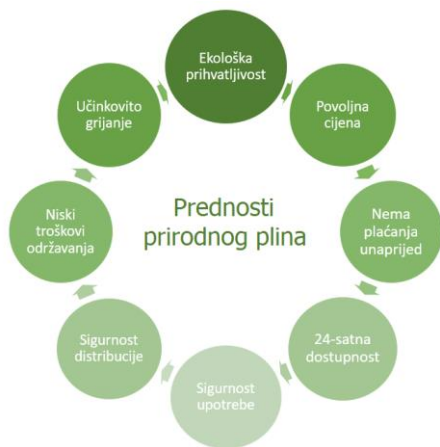 Ekološka
prihvatljivost
Povoljna
cijena
Nema
plaćanja
unaprijed
24-satna
dostupnost
Sigurnost
upotrebe
Sigurnost
distribucije
Niski
troškovi
održavanja
Učinkovito
grijanje
Prednosti
prirodnog plina